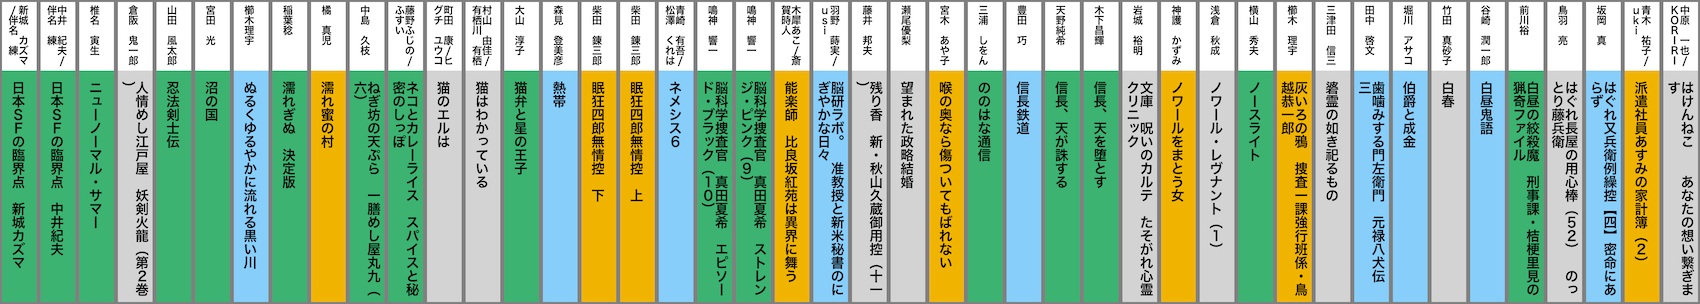 中原 一也/
KORIRI
はけんねこ　あなたの想い繋ぎま
す
青木 祐子/
uki
派遣社員あすみの家計簿（2）
坂岡 真
はぐれ又兵衛例繰控【四】密命にあ
らず
鳥羽 亮
はぐれ長屋の用心棒（52）　のっ
とり藤兵衛
前川裕
白昼の絞殺魔　刑事課・桔梗里見の
猟奇ファイル
谷崎 潤一郎
白昼鬼語
竹田 真砂子
白春
堀川 アサコ
伯爵と成金
田中 啓文
歯噛みする門左衛門　元禄八犬伝
三
三津田 信三
碆霊の如き祀るもの
櫛木 理宇
灰いろの鴉　捜査一課強行班係・鳥
越恭一郎
横山 秀夫
ノースライト
浅倉 秋成
ノワール・レヴナント（1）
神護 かずみ
ノワールをまとう女
岩城 裕明
文庫　呪いのカルテ　たそがれ心霊
クリニック
木下昌輝
信長、天を堕とす
天野純希
信長、天が誅する
豊田 巧
信長鉄道
三浦 しをん
ののはな通信
宮木 あや子
喉の奥なら傷ついてもばれない
瀬尾優梨
望まれた政略結婚
藤井 邦夫
残り香　新・秋山久蔵御用控（十一
）
羽野 蒔実/
usi
脳研ラボ。　准教授と新米秘書のに
ぎやかな日々
木犀あこ/斎
賀時人
能楽師　比良坂紅苑は異界に舞う
鳴神 響一
脳科学捜査官　真田夏希　ストレン
ジ・ピンク（9）
鳴神 響一
脳科学捜査官　真田夏希　エピソー
ド・ブラック（10）
青崎 有吾/
松澤 くれは
ネメシス6
柴田 錬三郎
眠狂四郎無情控　上
柴田 錬三郎
眠狂四郎無情控　下
森見 登美彦
熱帯
大山 淳子
猫弁と星の王子
村山 由佳/
有栖川 有栖
猫はわかっている
町田 康/ヒ
グチ ユウコ
猫のエルは
藤野ふじの/
ふすい
ネコとカレーライス　スパイスと秘
密のしっぽ
中島 久枝
ねぎ坊の天ぷら　一膳めし屋丸九（
六）
橘 真児
濡れ蜜の村
稲葉稔
濡れぎぬ　決定版
櫛木理宇
ぬるくゆるやかに流れる黒い川
宮田 光
沼の国
山田 風太郎
忍法剣士伝
倉阪 鬼一郎
人情めし江戸屋　妖剣火龍（第2巻
）
椎名 寅生
ニューノーマル・サマー
中井 紀夫/
伴名 練
日本SFの臨界点　中井紀夫
新城 カズマ
/伴名 練
日本SFの臨界点　新城カズマ